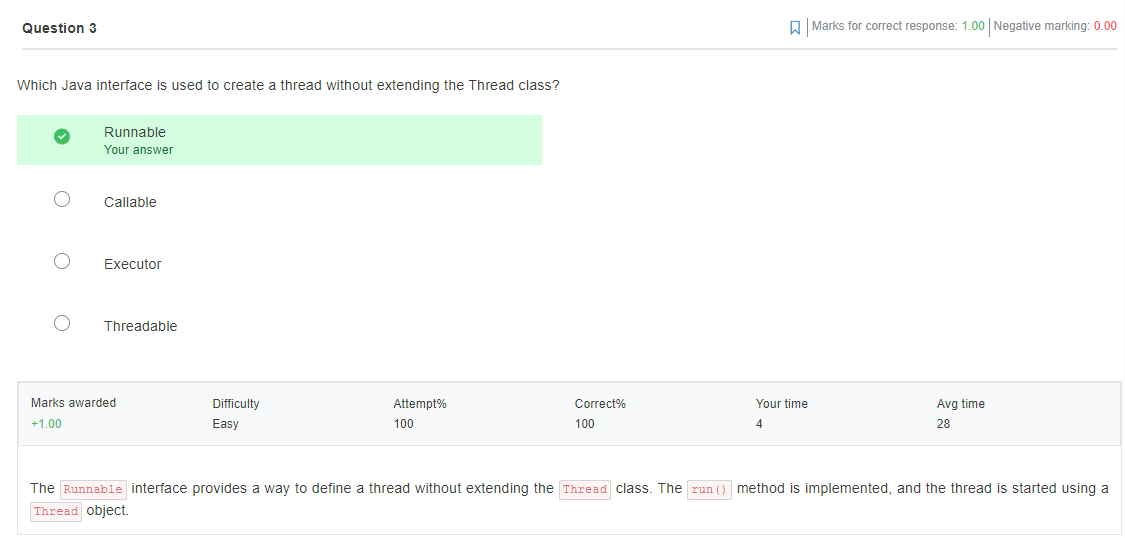 Question 3
Marks for correct response: 1.00 Negative marking: 0.00
Which Java interface is used to create a thread without extending the Thread class?
Runnable
Your answer
Callable
Executor
Threadable
Marks awarded Difficulty Attempt% Correct% Your time Avg time
+1.00 Easy 100 100 4 28
The Runnable interface provides a way to define a thread without extending the Thread class. The run() method is implemented, and the thread is started using a
Thread object.